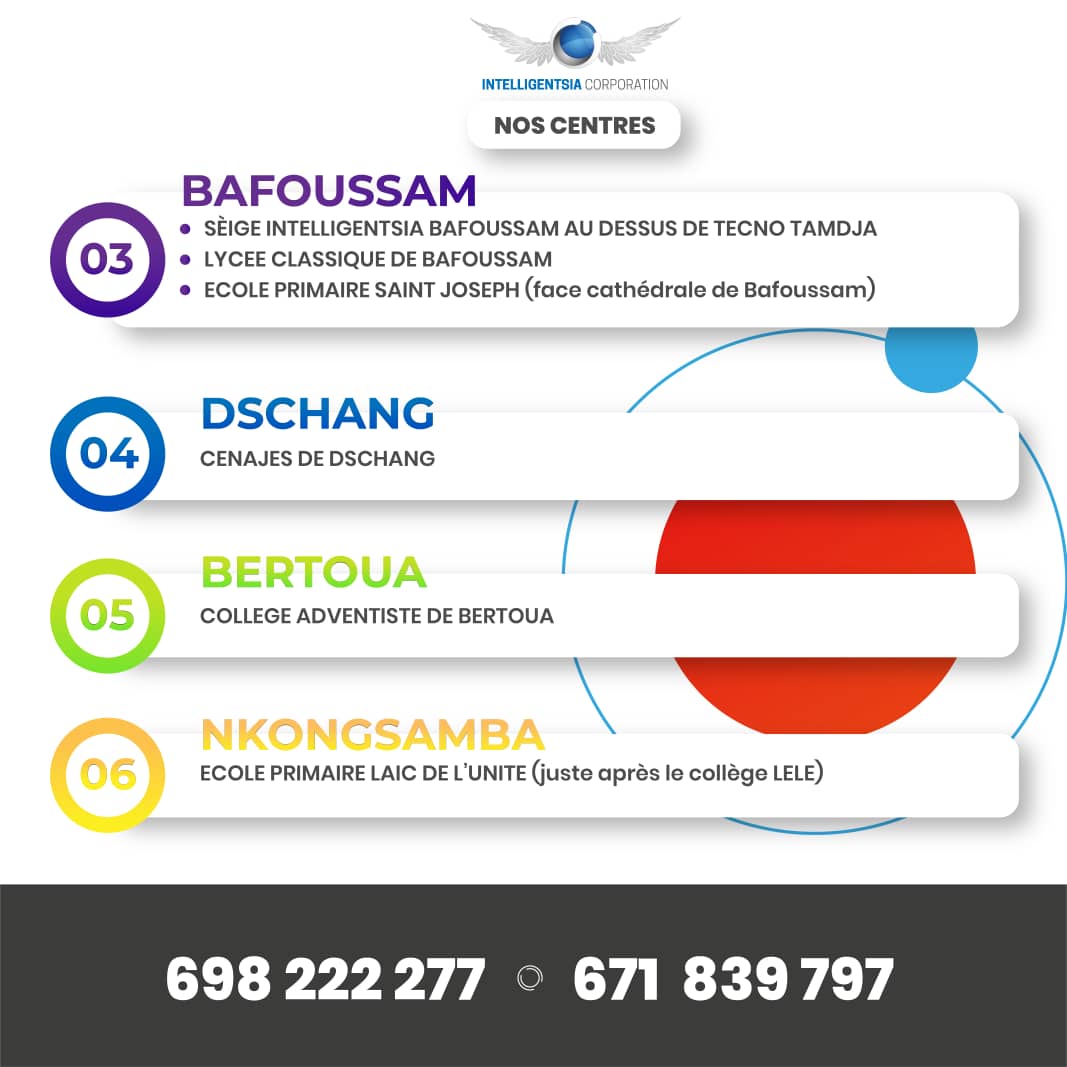 INTELLIGENTSIA CORPORATION
NOS CENTRES
BAFOUSSAM
03
• SÈIGE INTELLIGENTSIA BAFOUSSAM AU DESSUS DE TECNO TAMDJA
• LYCEE CLASSIQUE DE BAFOUSSAM
• ECOLE PRIMAIRE SAINT JOSEPH (face cathédrale de Bafoussam)
DSCHANG
04
CENAJES DE DSCHANG
BERTOUA
05
COLLEGE ADVENTISTE DE BERTOUA
NKONGSAMBA
06
ECOLE PRIMAIRE LAIC DE L'UNITE (juste après le collège LELE)
698 222 277 671 839 797